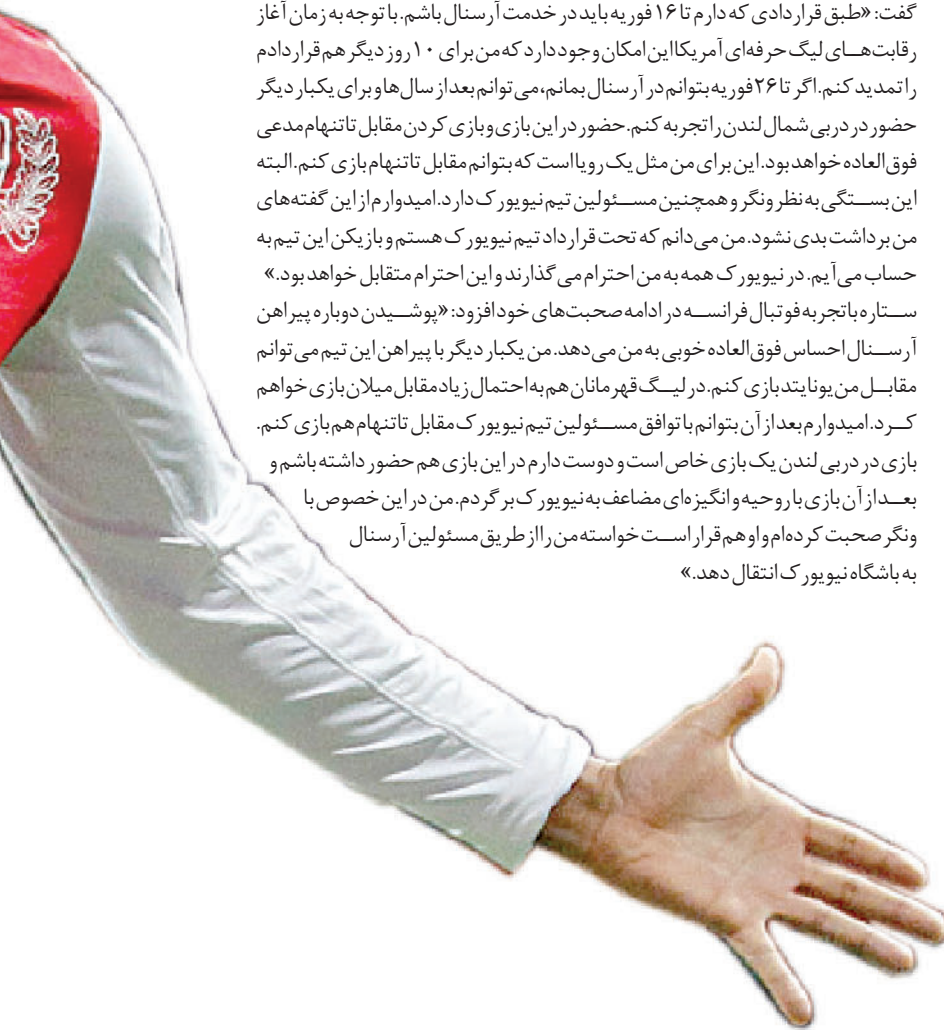 گفت: «طبق قراردادی که دارم تا ۱۶ فوریه باید در خدمت آرسنال باشم. با توجه به زمان آغاز
رقابت‌های لیگ حرفه‌ای آمریکا این امکان وجود دارد که من برای ۱۰ روز دیگر هم قراردادم
را تمدید کنم. اگر تا ۲۶ فوریه بتوانم در آرسنال بمانم، می‌توانم بعد از سال‌ها و برای یکبار دیگر
حضور در دربی شمال لندن را تجربه کنم. حضور در این بازی و بازی کردن مقابل تاتنهام مدعی
فوق‌العاده خواهد بود. این برای من مثل یک رویا است که بتوانم مقابل تاتنهام بازی کنم. البته
این بستگی به نظر ونگر و همچنین مسئولین تیم نیویورک دارد. امیدوارم از این گفته‌های
من برداشت بدی نشود. من می‌دانم که تحت قرارداد تیم نیویورک هستم و بازیکن این تیم به
حساب می‌آیم. در نیویورک همه به من احترام می‌گذارند و این احترام متقابل خواهد بود.»
ستاره باتجربه فوتبال فرانسه در ادامه صحبت‌های خود افزود: «پوشیدن دوباره پیراهن
آرسنال احساس فوق‌العاده خوبی به من می‌دهد. من یکبار دیگر با پیراهن این تیم می‌توانم
مقابل من‌یونایتد بازی کنم. در لیگ قهرمانان هم به احتمال زیاد مقابل میلان بازی خواهم
کرد. امیدوارم بعد از آن بتوانم با توافق مسئولین تیم نیویورک مقابل تاتنهام هم بازی کنم.
بازی در دربی لندن یک بازی خاص است و دوست دارم در این بازی هم حضور داشته باشم و
بعد از آن بازی با روحیه و انگیزه‌ای مضاعف به نیویورک برگردم. من در این خصوص با
ونگر صحبت کرده‌ام و او هم قرار است خواسته من را از طریق مسئولین آرسنال
به باشگاه نیویورک انتقال دهد.»